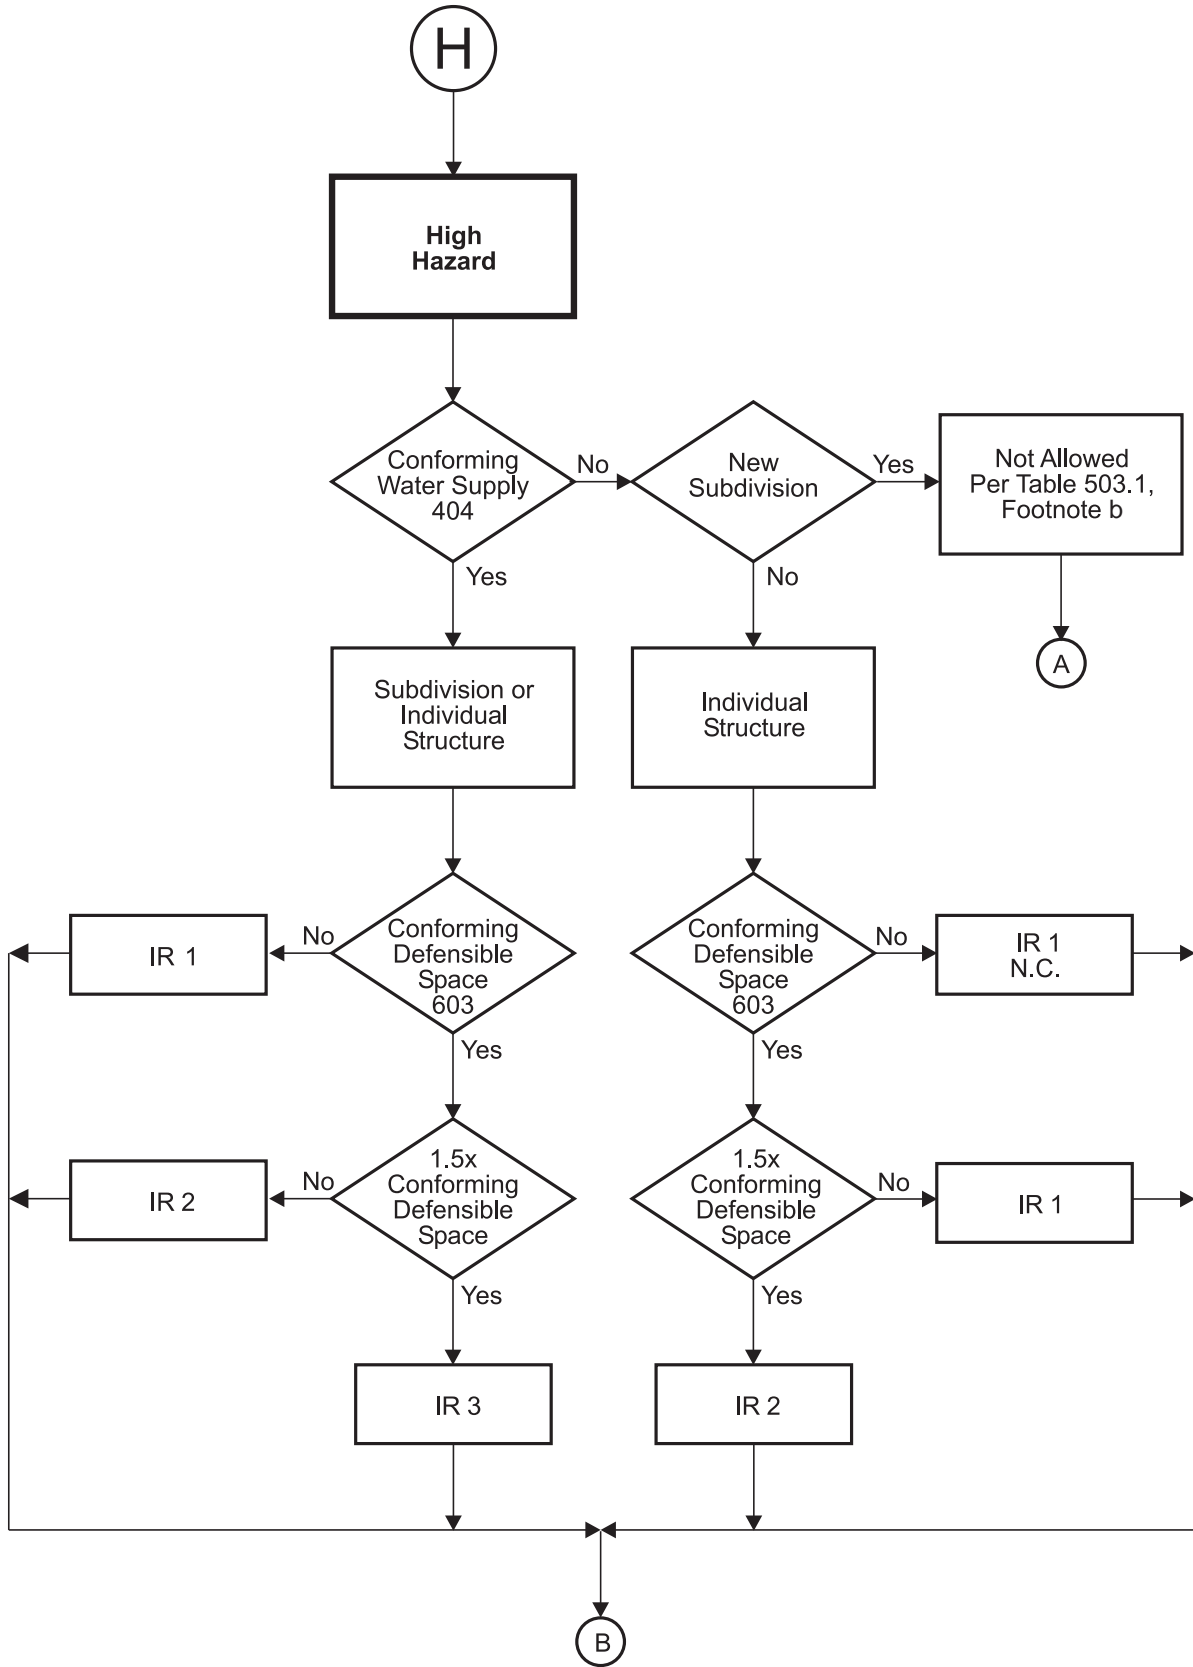 H
High
Hazard
Conforming
Water Supply
404
No
New
Subdivision
Yes
Not Allowed
Per Table 503.1,
Footnote b
Yes
No
A
Subdivision or
Individual
Structure
Individual
Structure
IR 1
No
Conforming
Defensible
Space
603
Conforming
Defensible
Space
603
No
IR 1
N.C.
Yes
Yes
IR 2
No
1.5x
Conforming
Defensible
Space
1.5x
Conforming
Defensible
Space
No
IR 1
Yes
Yes
IR 3
IR 2
B